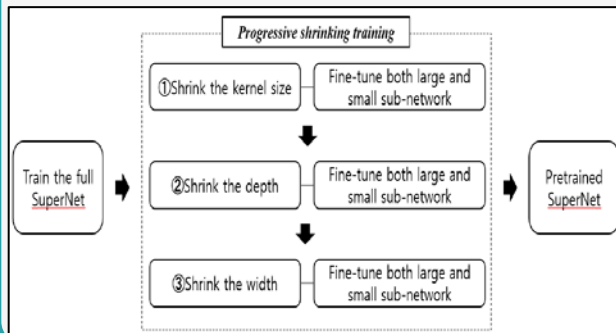 Progressive shrinking training
①Shrink the kernel size
Fine-tune both large and
small sub-network
Train the full
SuperNet
②Shrink the depth
Fine-tune both large and
small sub-network
Pretrained
SuperNet
③Shrink the width
Fine-tune both large and
small sub-network